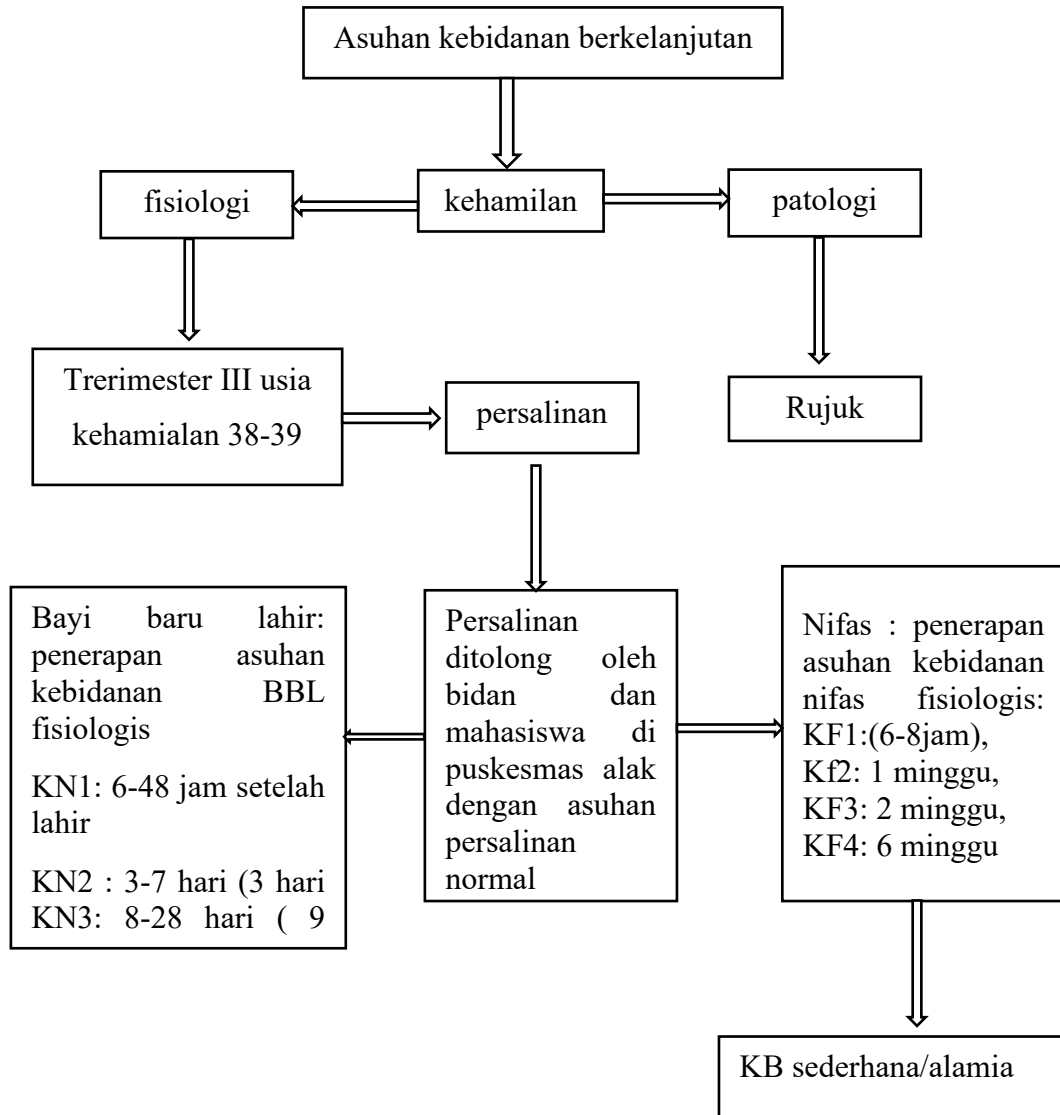 Asuhan kebidanan berkelanjutan
fisiologi
kehamilan
patologi
Trerimester III usia
kehamialan 38-39
persalinan
Rujuk
Bayi baru lahir:
penerapan asuhan
kebidanan BBL
fisiologis
KN1: 6-48 jam setelah
lahir
KN2 : 3-7 hari (3 hari
KN3: 8-28 hari ( 9
Persalinan
ditolong oleh
bidan dan
mahasiswa di
puskesmas alak
dengan asuhan
persalinan
normal
Nifas : penerapan
asuhan kebidanan
nifas fisiologis:
KF1:(6-8jam),
Kf2: 1 minggu,
KF3: 2 minggu,
KF4: 6 minggu
KB sederhana/alamia